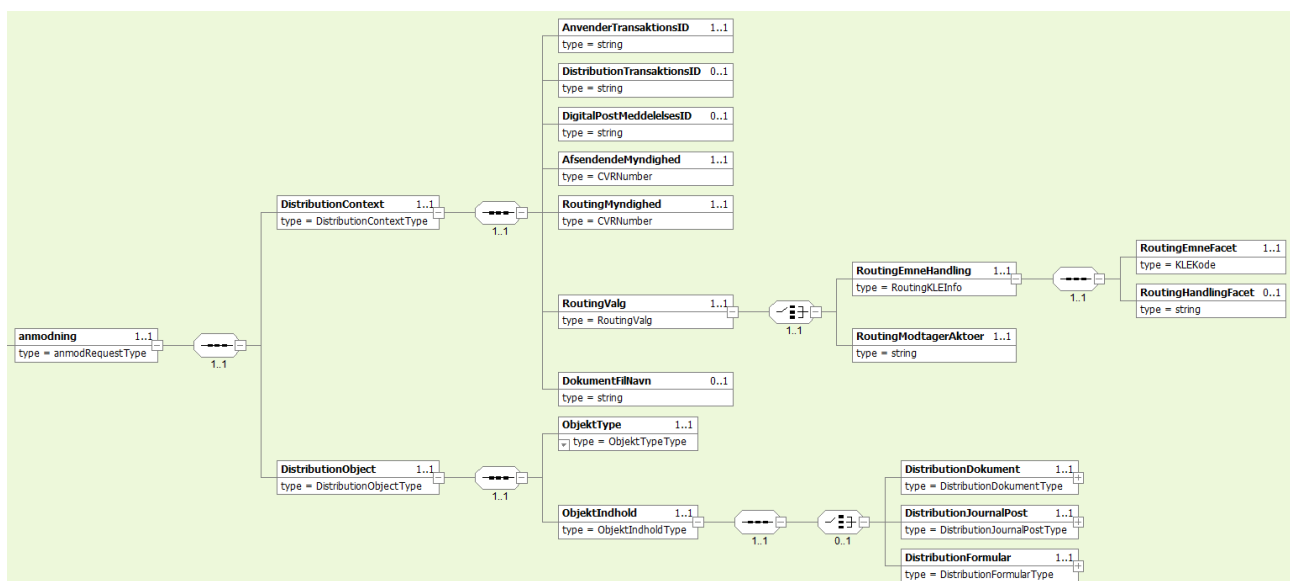 AnvenderTransaktionsID 1..1
type = string
DistributionTransaktionsID 0..1
type = string
DigitalPostMeddelelsesID 0..1
type = string
AfsendendeMyndighed 1..1
type = CVRNumber
DistributionContext 1..1
type = DistributionContextType
1..1
RoutingMyndighed 1..1
type = CVRNumber
RoutingEmneFacet 1..1
type = KLEKode
RoutingEmneHandling 1..1
type = RoutingKLEInfo
1..1
RoutingHandlingFacet 0..1
type = string
RoutingValg 1..1
type = RoutingValg
1..1
anmodning 1..1
type = anmodRequestType
1..1
RoutingModtagerAktoer 1..1
type = string
DokumentFilNavn 0..1
type = string
ObjektType 1..1
type = ObjektTypeType
DistributionObject 1..1
type = DistributionObjectType
1..1
DistributionDokument 1..1
type = DistributionDokumentType
ObjektIndhold 1..1
type = ObjektIndholdType
1..1
0..1
DistributionJournalPost 1..1
type = DistributionJournalPostType
DistributionFormular 1..1
type = DistributionFormularType